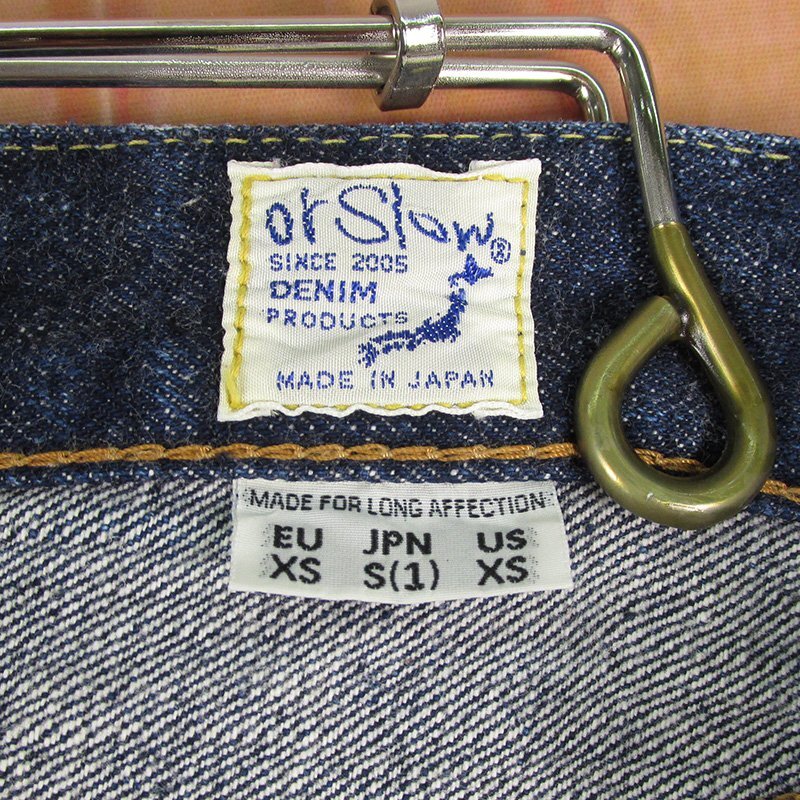 orSlow®
SINCE 2005
DENIM
PRODUCTS
MADE IN JAPAN
MADE FOR LONG AFFECTION
EU JPN US
XS S(1) XS